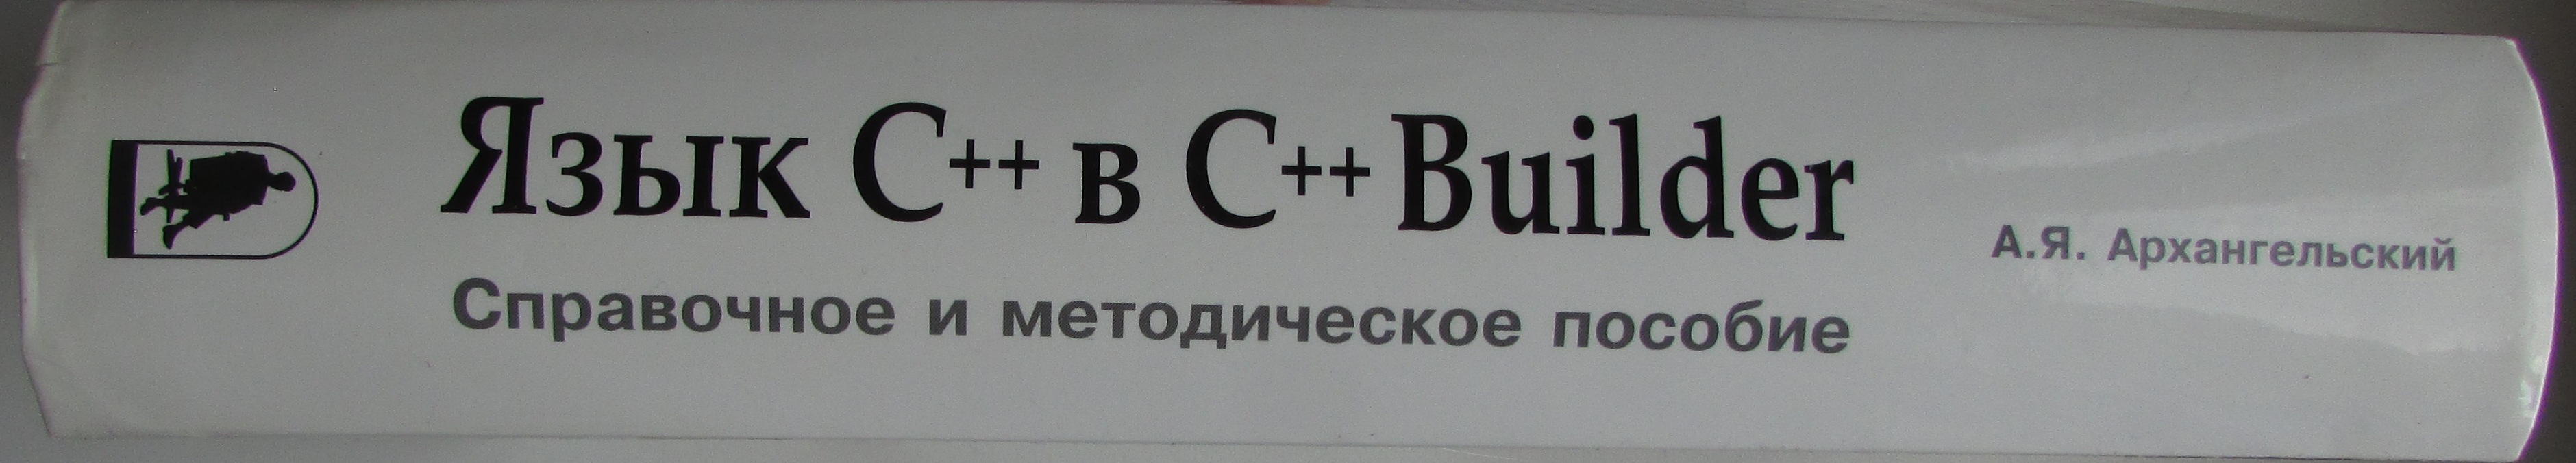 Язык C++ в C++Builder
Справочное и методическое пособие
А.Я. Архангельский